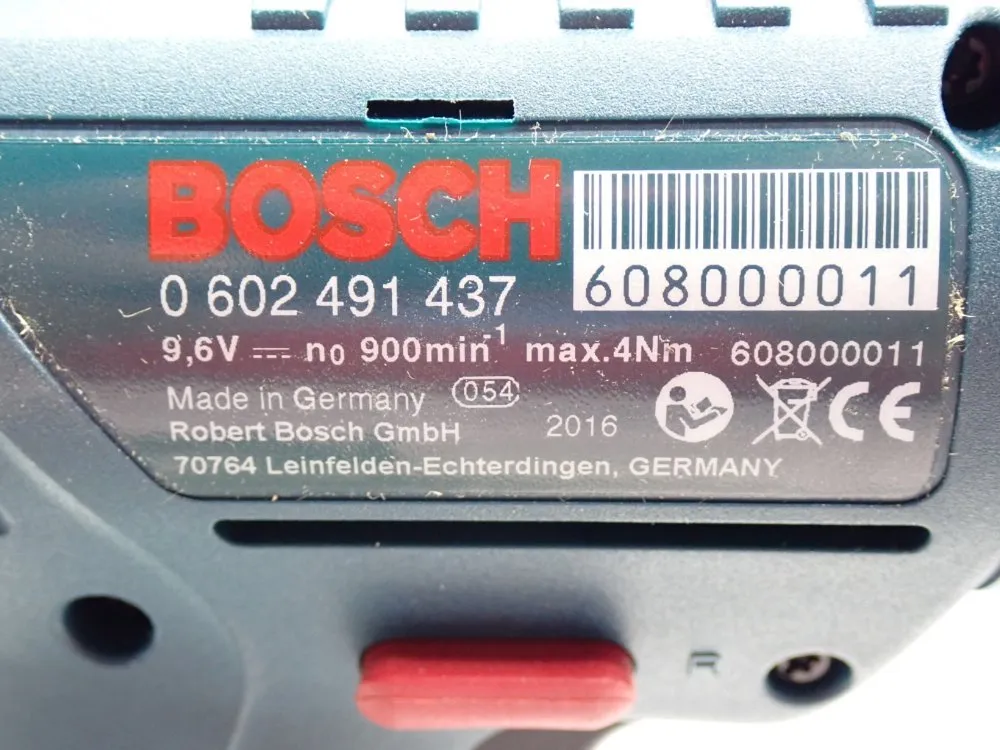 BOSCH
608000011
0 602 491 437
9,6V ⎓ n0 900min-1 max.4Nm 608000011
Made in Germany 054
Robert Bosch GmbH 2016 CE
70764 Leinfelden-Echterdingen, GERMANY
R